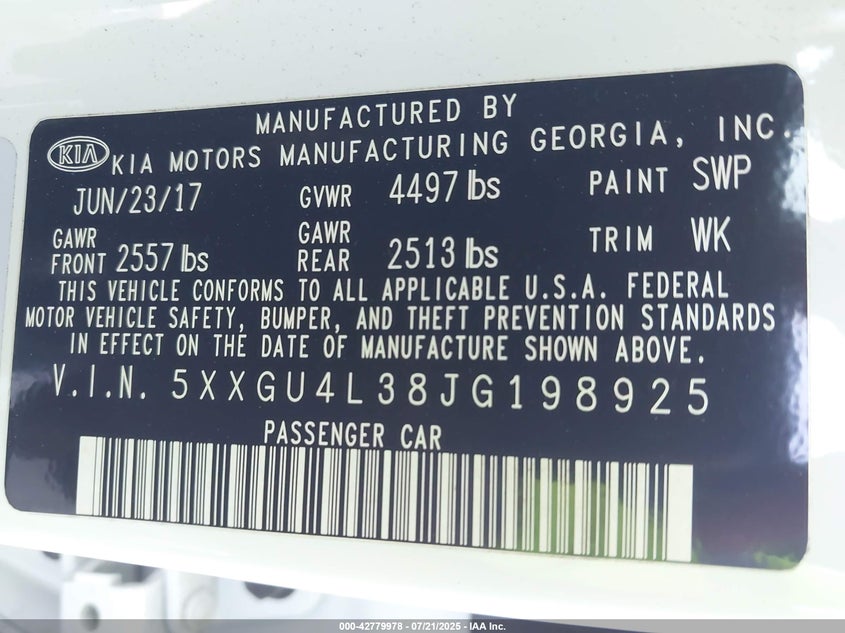 MANUFACTURED BY
KIA KIA MOTORS MANUFACTURING GEORGIA, INC.
JUN/23/17 GVWR 4497 lbs PAINT SWP
GAWR FRONT 2557 lbs GAWR REAR 2513 lbs TRIM WK
THIS VEHICLE CONFORMS TO ALL APPLICABLE U.S.A. FEDERAL
MOTOR VEHICLE SAFETY, BUMPER, AND THEFT PREVENTION STANDARDS
IN EFFECT ON THE DATE OF MANUFACTURE SHOWN ABOVE.
V.I.N. 5XXGU4L38JG198925
PASSENGER CAR
000-42779978 - 07/21/2025 - IAA Inc.